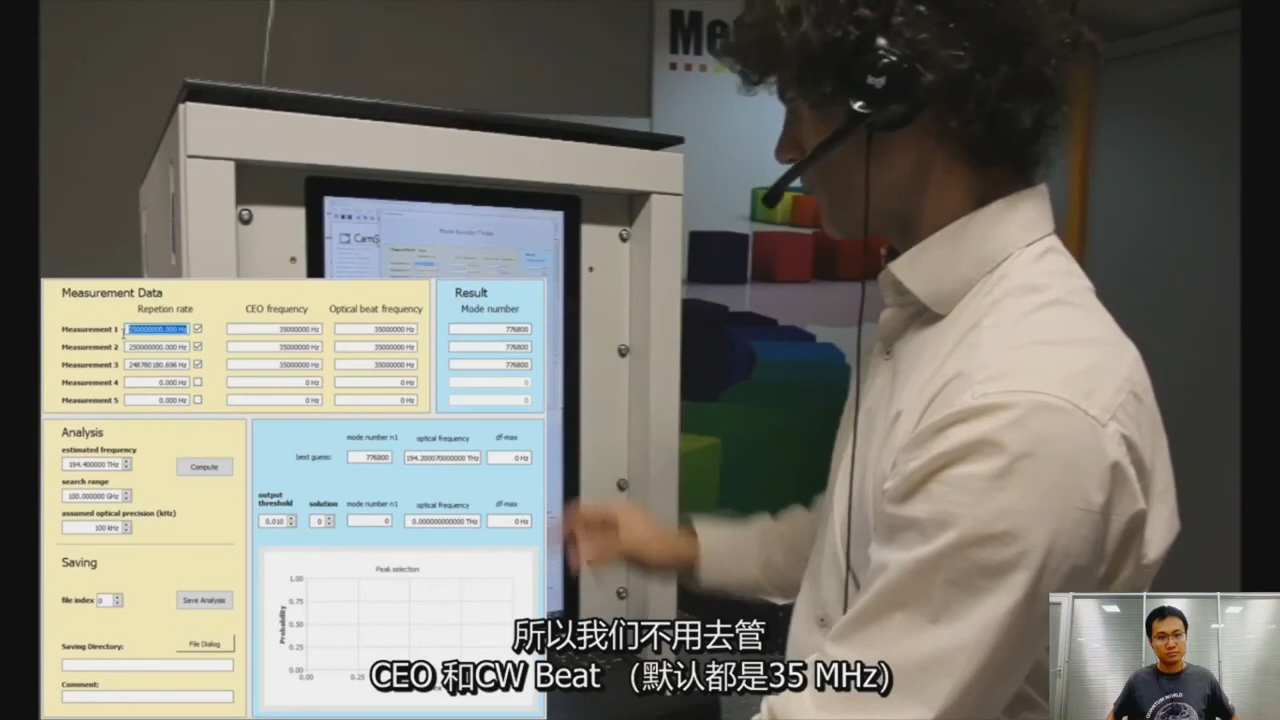 Me
CamS
Mode Number Finder
Measurement Data
Repetion rate CEO frequency Optical beat frequency
Measurement 1 250000000.000 Hz 35000000 Hz 35000000 Hz
Measurement 2 250000000.000 Hz 35000000 Hz 35000000 Hz
Measurement 3 248780180.696 Hz 35000000 Hz 35000000 Hz
Measurement 4 0.000 Hz 0 Hz 0 Hz
Measurement 5 0.000 Hz 0 Hz 0 Hz
Result
Mode number
776800
776800
776800
0
0
Analysis
estimated frequency
194.400000 THz
Compute
search range
100.000000 GHz
assumed optical precision (kHz)
100 kHz
Saving
file index 0
Save Analysis
Saving Directory:
File Dialog
Comment:
mode number n1 optical frequency df-max
best guess: 776800 194.200070000000 THz 0 Hz
output
threshold solution mode number n1 optical frequency df-max
0.010 0 0 0.000000000000 THz 0 Hz
Peak selection
Probability
1.00
0.75
0.50
0.25
0.00
0.00 0.25
所以我们不用去管
CEO 和CW Beat （默认都是35 MHz）
QUANTUM WORLD